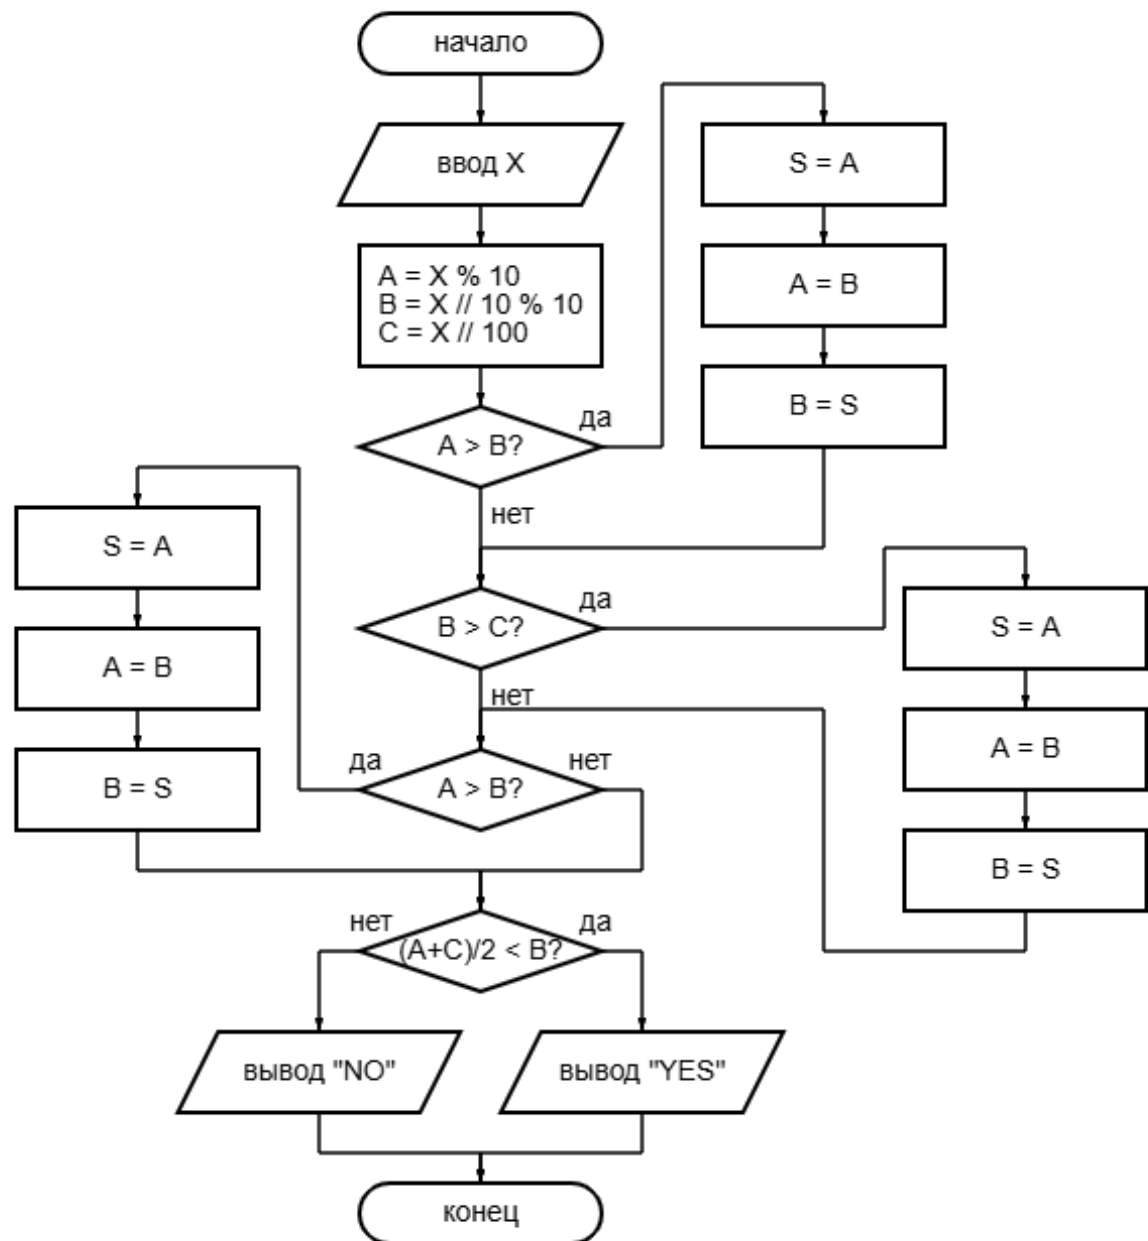 начало
ввод X
A = X % 10
B = X // 10 % 10
C = X // 100
A > B?
да
S = A
A = B
B = S
нет
B > C?
да
S = A
A = B
B = S
нет
A > B?
да
нет
S = A
A = B
B = S
(A+C)/2 < B?
нет
да
вывод "NO"
вывод "YES"
конец